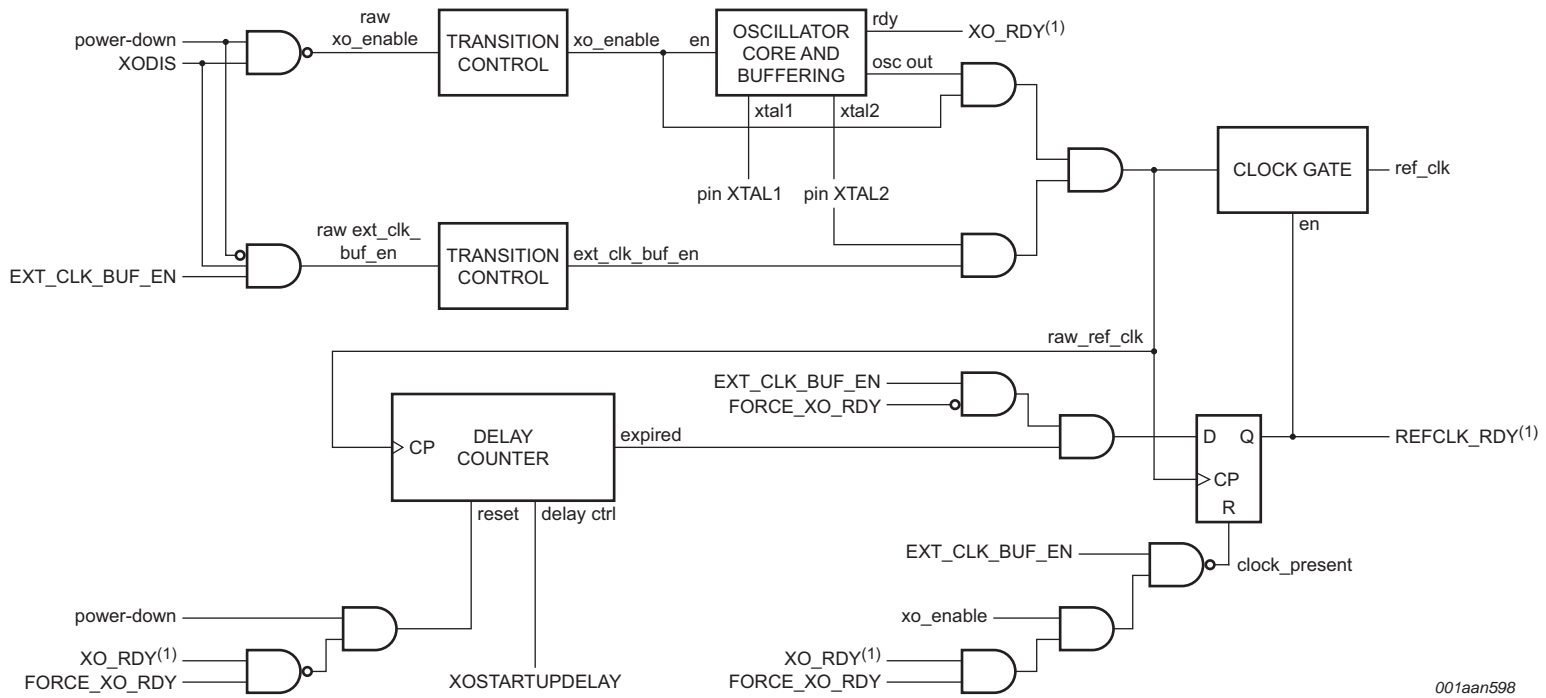 power-down
XODIS
raw
xo_enable
TRANSITION
CONTROL
xo_enable
en
OSCILLATOR
CORE AND
BUFFERING
rdy
XO_RDY(1)
osc out
xtal1
xtal2
pin XTAL1
pin XTAL2
CLOCK GATE
ref_clk
en
EXT_CLK_BUF_EN
raw ext_clk_
buf_en
TRANSITION
CONTROL
ext_clk_buf_en
raw_ref_clk
EXT_CLK_BUF_EN
FORCE_XO_RDY
CP
DELAY
COUNTER
expired
reset
delay ctrl
D
Q
CP
R
REFCLK_RDY(1)
EXT_CLK_BUF_EN
clock_present
power-down
XO_RDY(1)
FORCE_XO_RDY
XOSTARTUPDELAY
xo_enable
XO_RDY(1)
FORCE_XO_RDY
001aan598